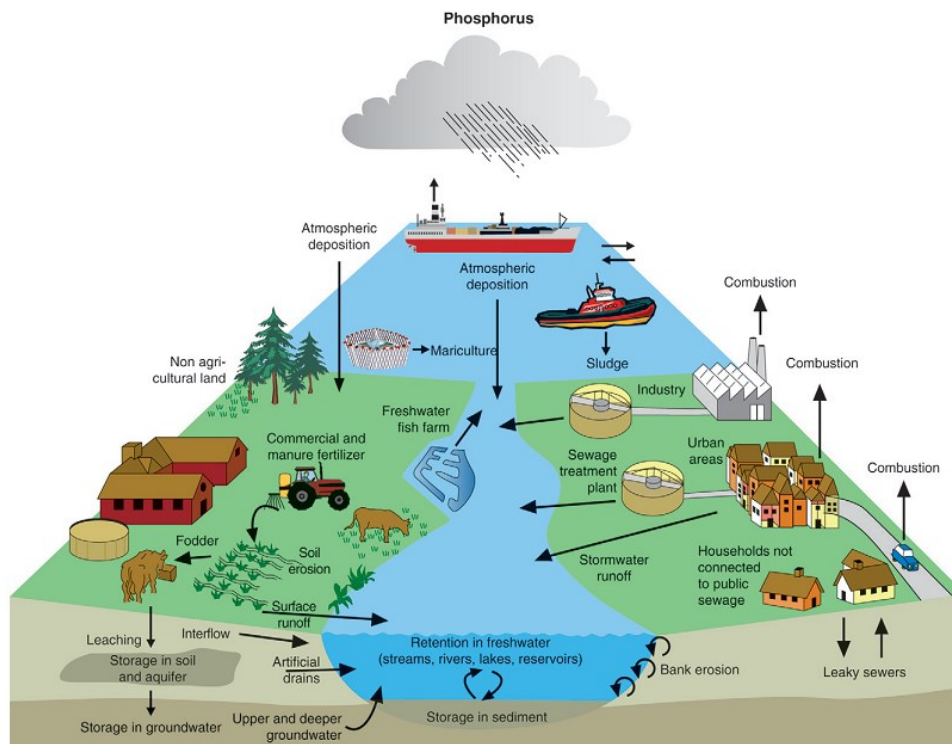 Phosphorus
Atmospheric
deposition
Atmospheric
deposition
Combustion
Non agri-
cultural land
Mariculture
Sludge
Combustion
Industry
Freshwater
fish farm
Commercial and
manure fertilizer
Sewage
treatment
plant
Urban
areas
Combustion
Fodder
Soil
erosion
Stormwater
runoff
Households not
connected
to public
sewage
Surface
runoff
Leaching
Interflow
Retention in freshwater
(streams, rivers, lakes, reservoirs)
Storage in soil
and aquifer
Artificial
drains
Bank erosion
Leaky sewers
Storage in groundwater
Upper and deeper
groundwater
Storage in sediment